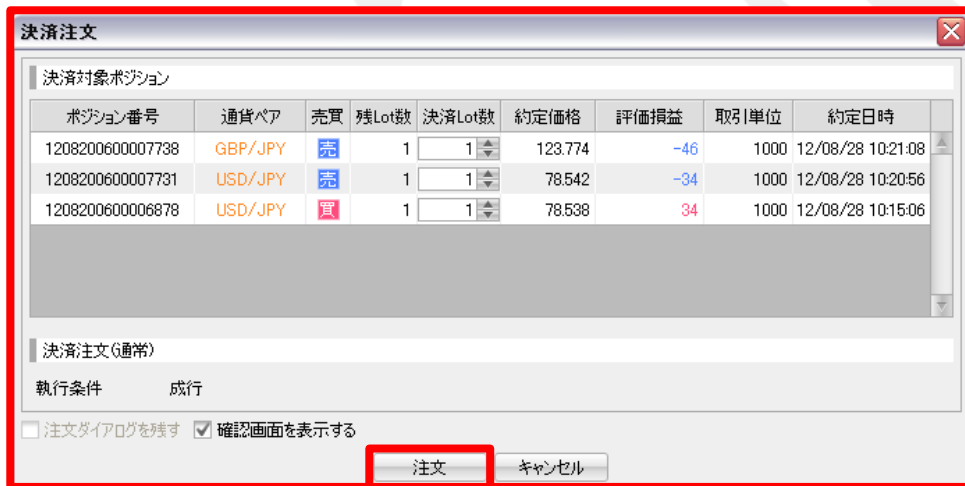 決済注文
決済対象ポジション
ポジション番号 通貨ペア 売買 残Lot数 決済Lot数 約定価格 評価損益 取引単位 約定日時
1208200600007738 GBP/JPY 売 1 1 123.774 -46 1000 12/08/28 10:21:08
1208200600007731 USD/JPY 売 1 1 78.542 -34 1000 12/08/28 10:20:56
1208200600006878 USD/JPY 買 1 1 78.538 34 1000 12/08/28 10:15:06
決済注文(通常)
執行条件 成行
注文ダイアログを残す 確認画面を表示する
注文 キャンセル